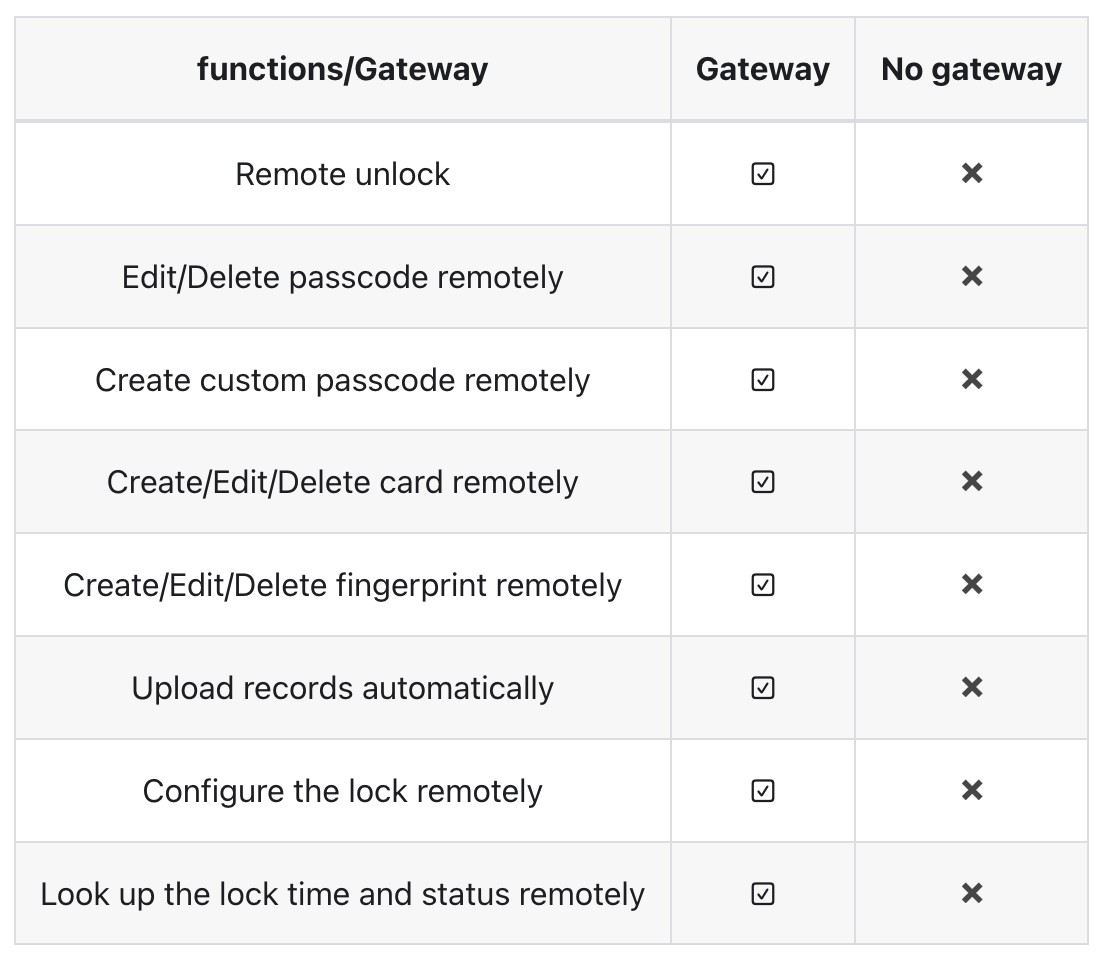 functions/Gateway Gateway No gateway
Remote unlock ☑ ✖
Edit/Delete passcode remotely ☑ ✖
Create custom passcode remotely ☑ ✖
Create/Edit/Delete card remotely ☑ ✖
Create/Edit/Delete fingerprint remotely ☑ ✖
Upload records automatically ☑ ✖
Configure the lock remotely ☑ ✖
Look up the lock time and status remotely ☑ ✖